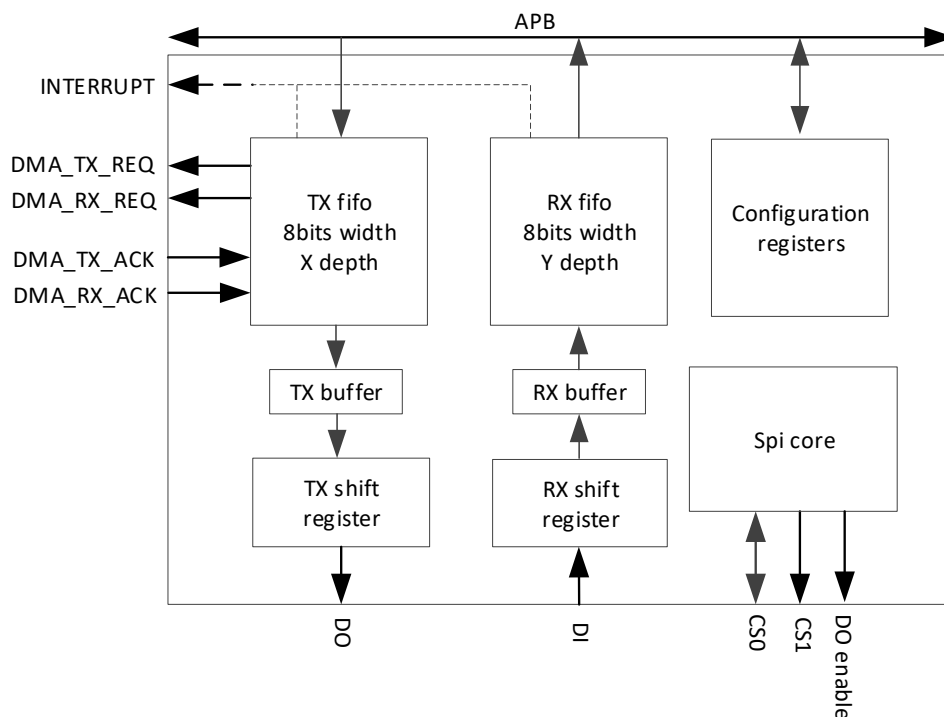 APB
INTERRUPT
DMA_TX_REQ
DMA_RX_REQ
DMA_TX_ACK
DMA_RX_ACK
TX fifo
8bits width
X depth
RX fifo
8bits width
Y depth
Configuration
registers
TX buffer
RX buffer
Spi core
TX shift
register
RX shift
register
DO
DI
CS0
CS1
DO enable